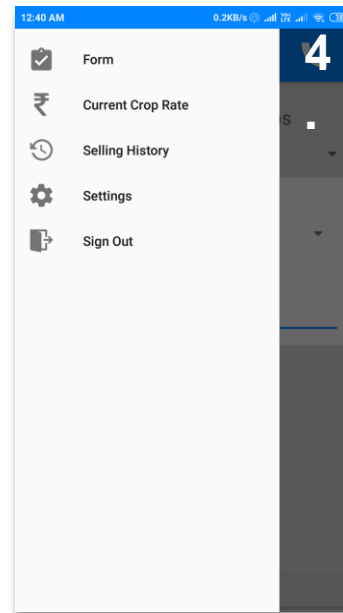 12:40 AM 0.2KB/s
4
.
Form
Current Crop Rate
Selling History
Settings
Sign Out